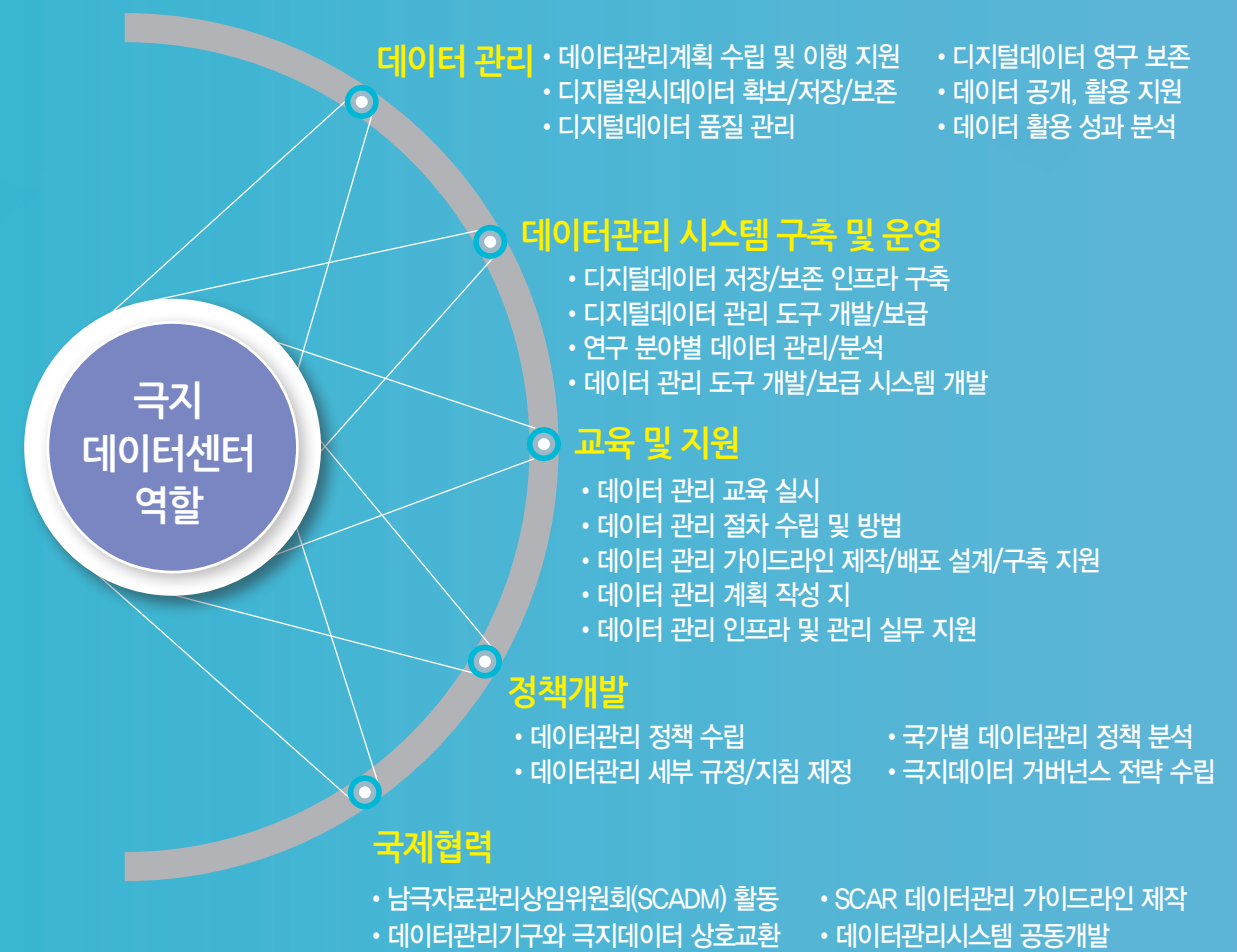 극지
데이터센터
역할
데이터 관리
• 데이터관리계획 수립 및 이행 지원
• 디지털원시데이터 확보/저장/보존
• 디지털데이터 품질 관리
• 디지털데이터 영구 보존
• 데이터 공개, 활용 지원
• 데이터 활용 성과 분석
데이터관리 시스템 구축 및 운영
• 디지털데이터 저장/보존 인프라 구축
• 디지털데이터 관리 도구 개발/보급
• 연구 분야별 데이터 관리/분석
• 데이터 관리 도구 개발/보급 시스템 개발
교육 및 지원
• 데이터 관리 교육 실시
• 데이터 관리 절차 수립 및 방법
• 데이터 관리 가이드라인 제작/배포 설계/구축 지원
• 데이터 관리 계획 작성 지
• 데이터 관리 인프라 및 관리 실무 지원
정책개발
• 데이터관리 정책 수립
• 데이터관리 세부 규정/지침 제정
• 국가별 데이터관리 정책 분석
• 극지데이터 거버넌스 전략 수립
국제협력
• 남극자료관리상임위원회(SCADM) 활동
• 데이터관리기구와 극지데이터 상호교환
• SCAR 데이터관리 가이드라인 제작
• 데이터관리시스템 공동개발